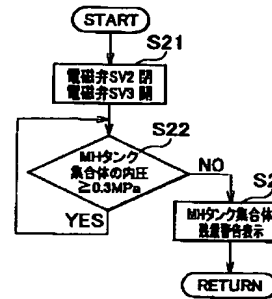 START
S21
電磁弁SV2 閉
電磁弁SV3 開
S22
MHタンク
集合体の内圧
≧0.3MPa
NO
YES
MHタンク集合体
残量警告表示
RETURN